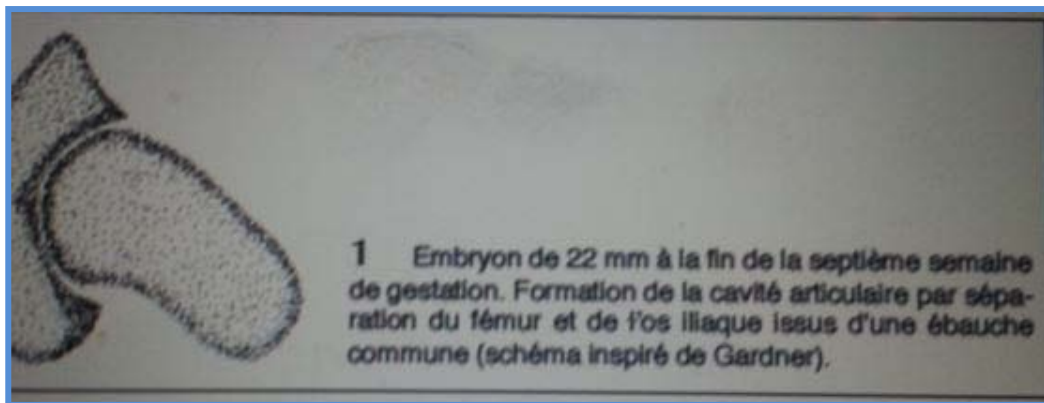 1 Embryon de 22 mm à la fin de la septième semaine
de gestation. Formation de la cavité articulaire par sépa-
ration du fémur et de l'os iliaque issus d'une ébauche
commune (schéma inspiré de Gardner).